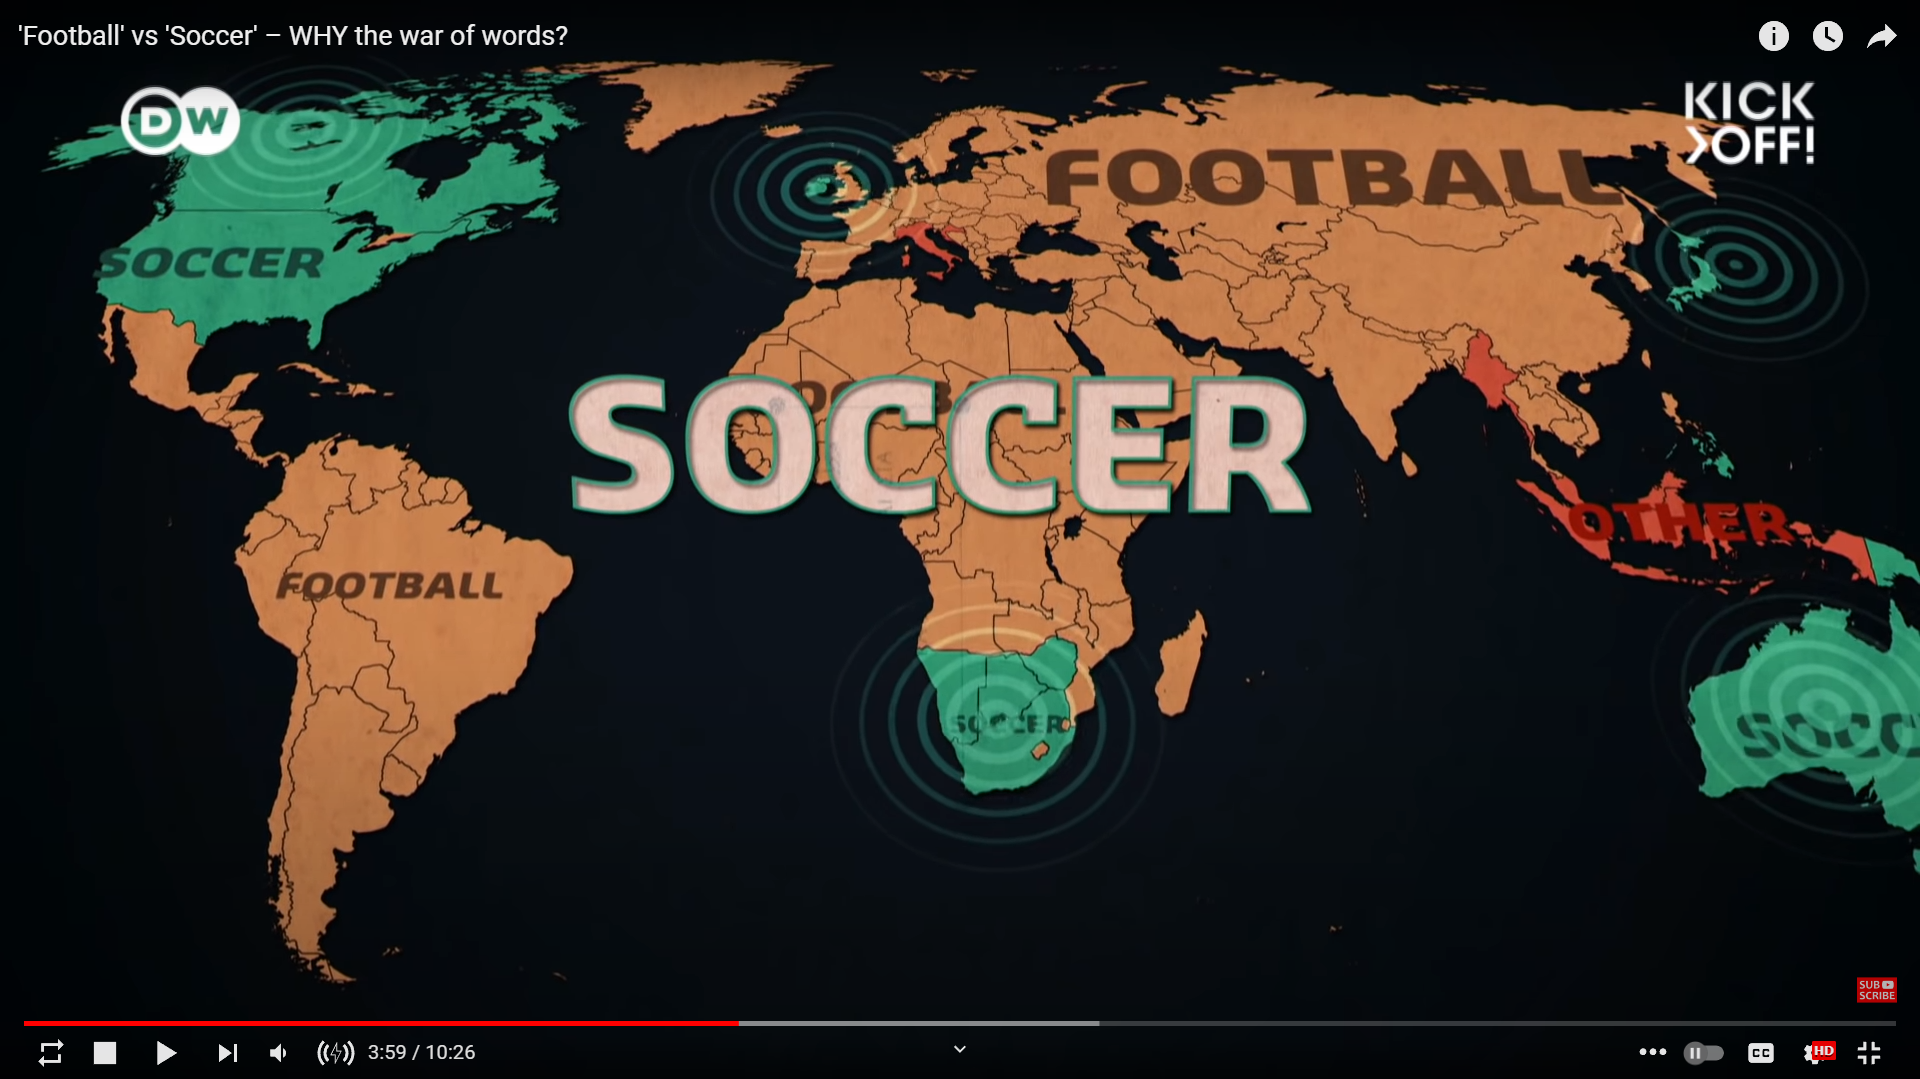 'Football' vs 'Soccer' – WHY the war of words?
DW
KICK
OFF!
FOOTBALL
SOCCER
SOCCER
OTHER
FOOTBALL
SOCCER
SOCC
SUB
SCRIBE
3:59 / 10:26
CC
HD